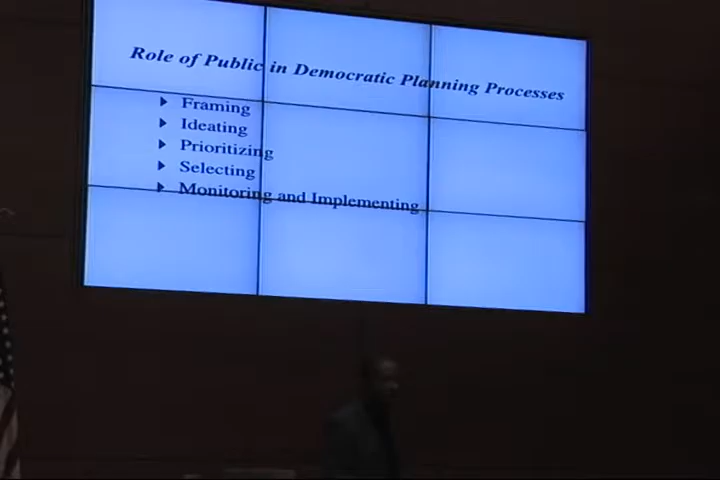 Role of Public in Democratic Planning Processes
Framing
Ideating
Prioritizing
Selecting
Monitoring and Implementing